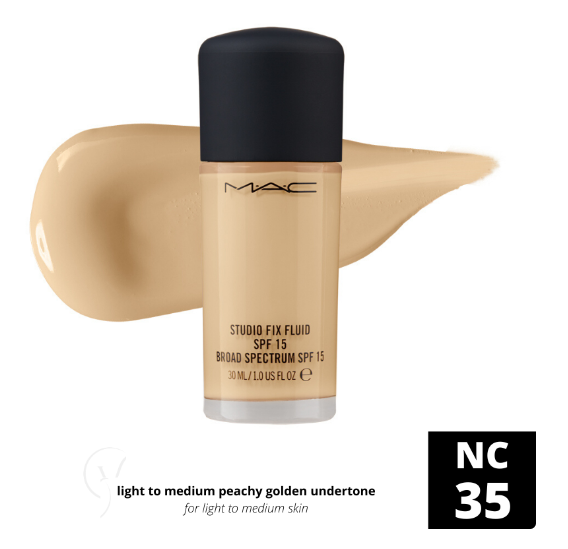 M·A·C
STUDIO FIX FLUID
SPF 15
BROAD SPECTRUM SPF 15
30 ML / 1.0 US FL OZ ℮
light to medium peachy golden undertone
for light to medium skin
NC
35